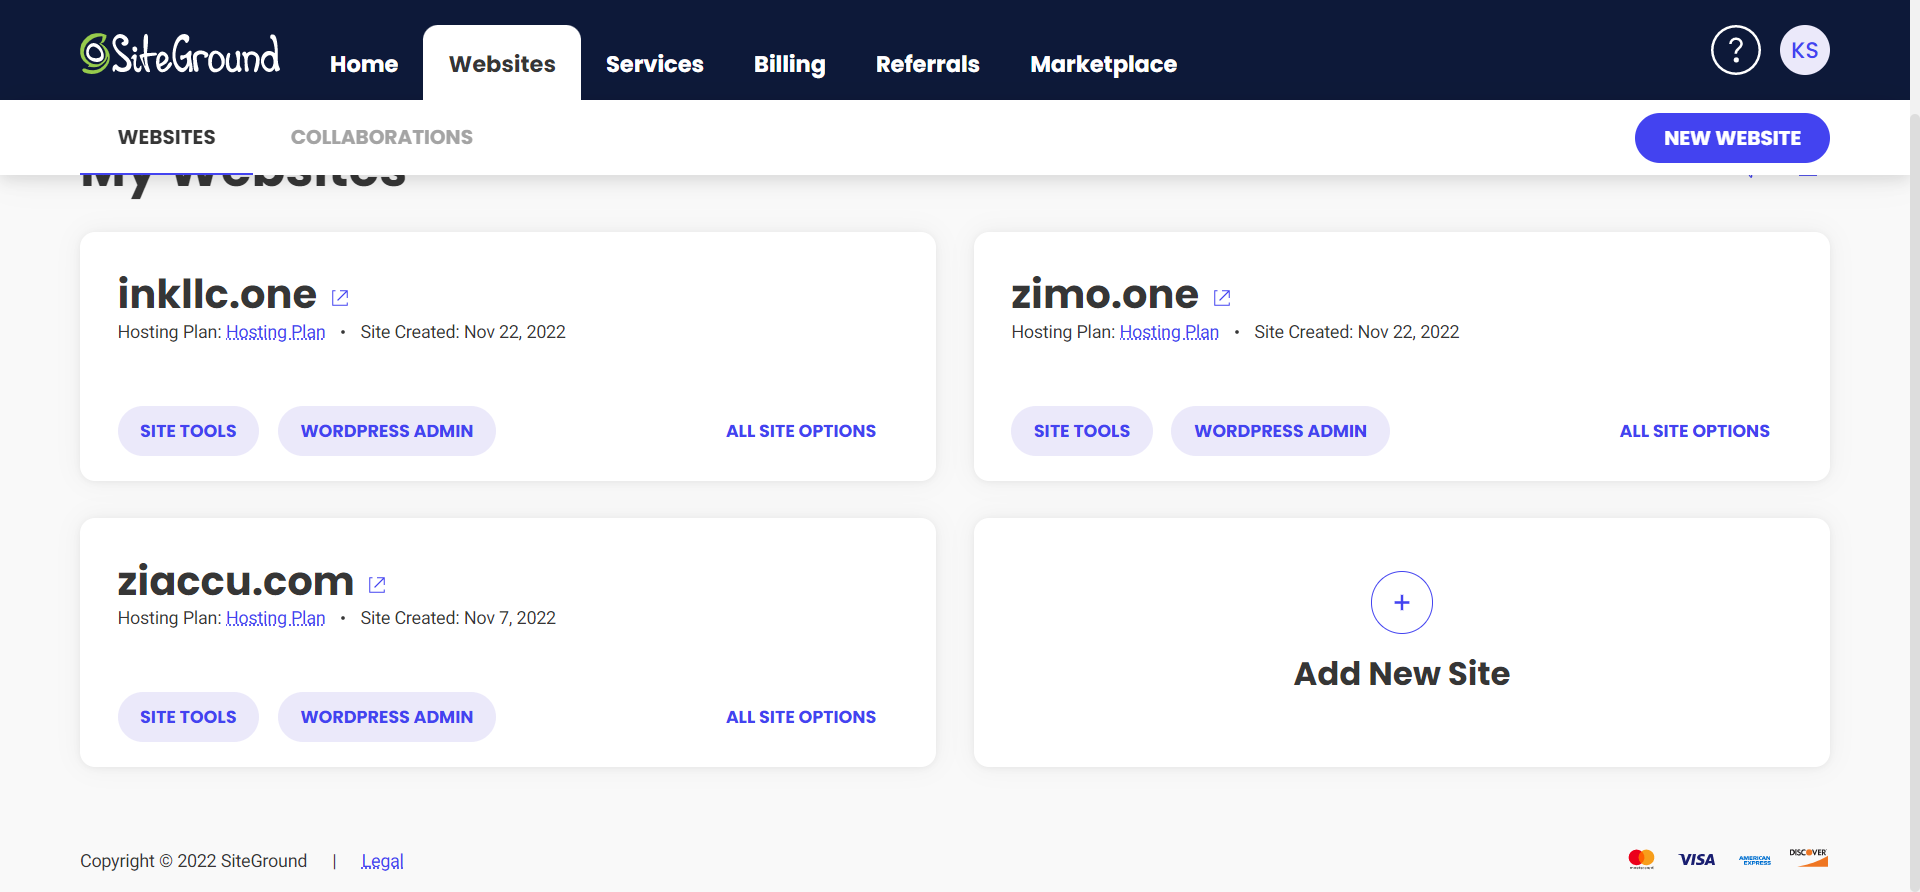 SiteGround Home Websites Services Billing Referrals Marketplace ? KS
WEBSITES COLLABORATIONS NEW WEBSITE
My Websites
inkllc.one
Hosting Plan: Hosting Plan • Site Created: Nov 22, 2022
SITE TOOLS WORDPRESS ADMIN ALL SITE OPTIONS
zimo.one
Hosting Plan: Hosting Plan • Site Created: Nov 22, 2022
SITE TOOLS WORDPRESS ADMIN ALL SITE OPTIONS
ziaccu.com
Hosting Plan: Hosting Plan • Site Created: Nov 7, 2022
SITE TOOLS WORDPRESS ADMIN ALL SITE OPTIONS
+
Add New Site
Copyright © 2022 SiteGround | Legal
mastercard VISA AMERICAN EXPRESS DISCOVER